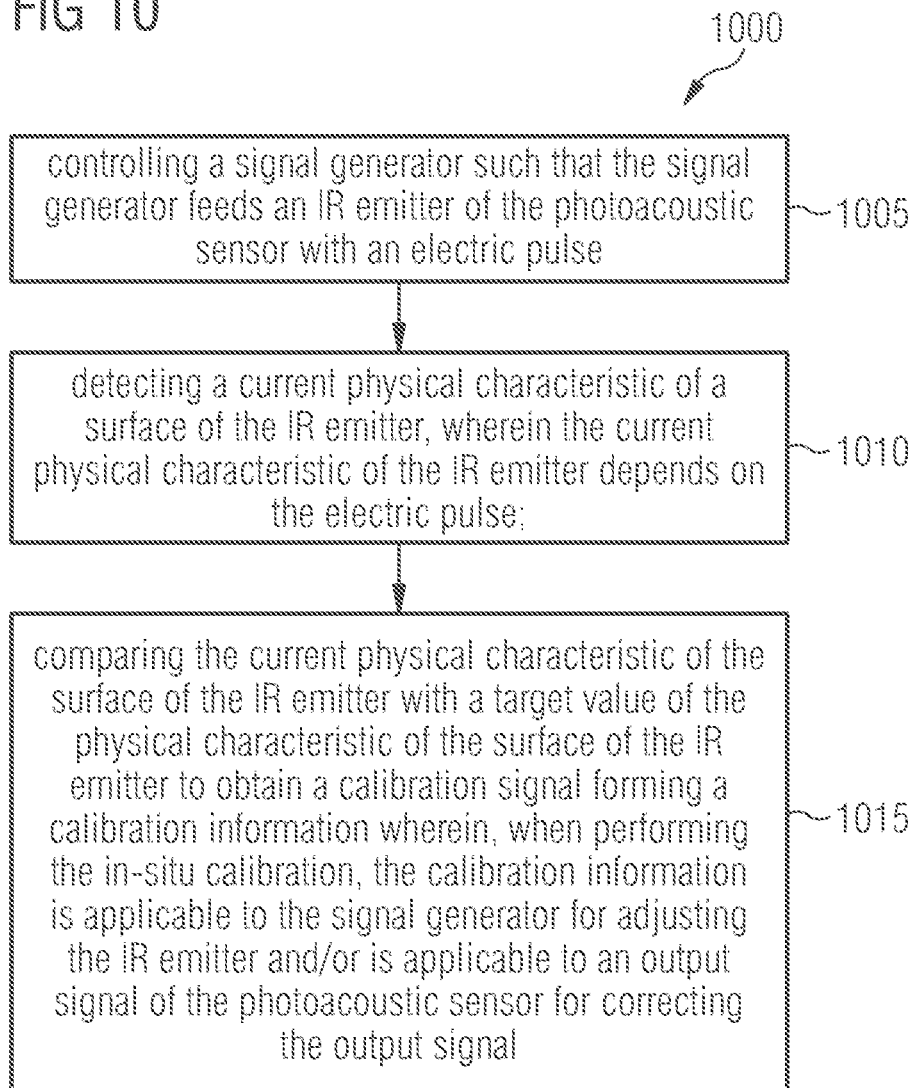 FIG 10
1000
controlling a signal generator such that the signal
generator feeds an IR emitter of the photoacoustic
sensor with an electric pulse
1005
detecting a current physical characteristic of a
surface of the IR emitter, wherein the current
physical characteristic of the IR emitter depends on
the electric pulse;
1010
comparing the current physical characteristic of the
surface of the IR emitter with a target value of the
physical characteristic of the surface of the IR
emitter to obtain a calibration signal forming a
calibration information wherein, when performing
the in-situ calibration, the calibration information
is applicable to the signal generator for adjusting
the IR emitter and/or is applicable to an output
signal of the photoacoustic sensor for correcting
the output signal
1015